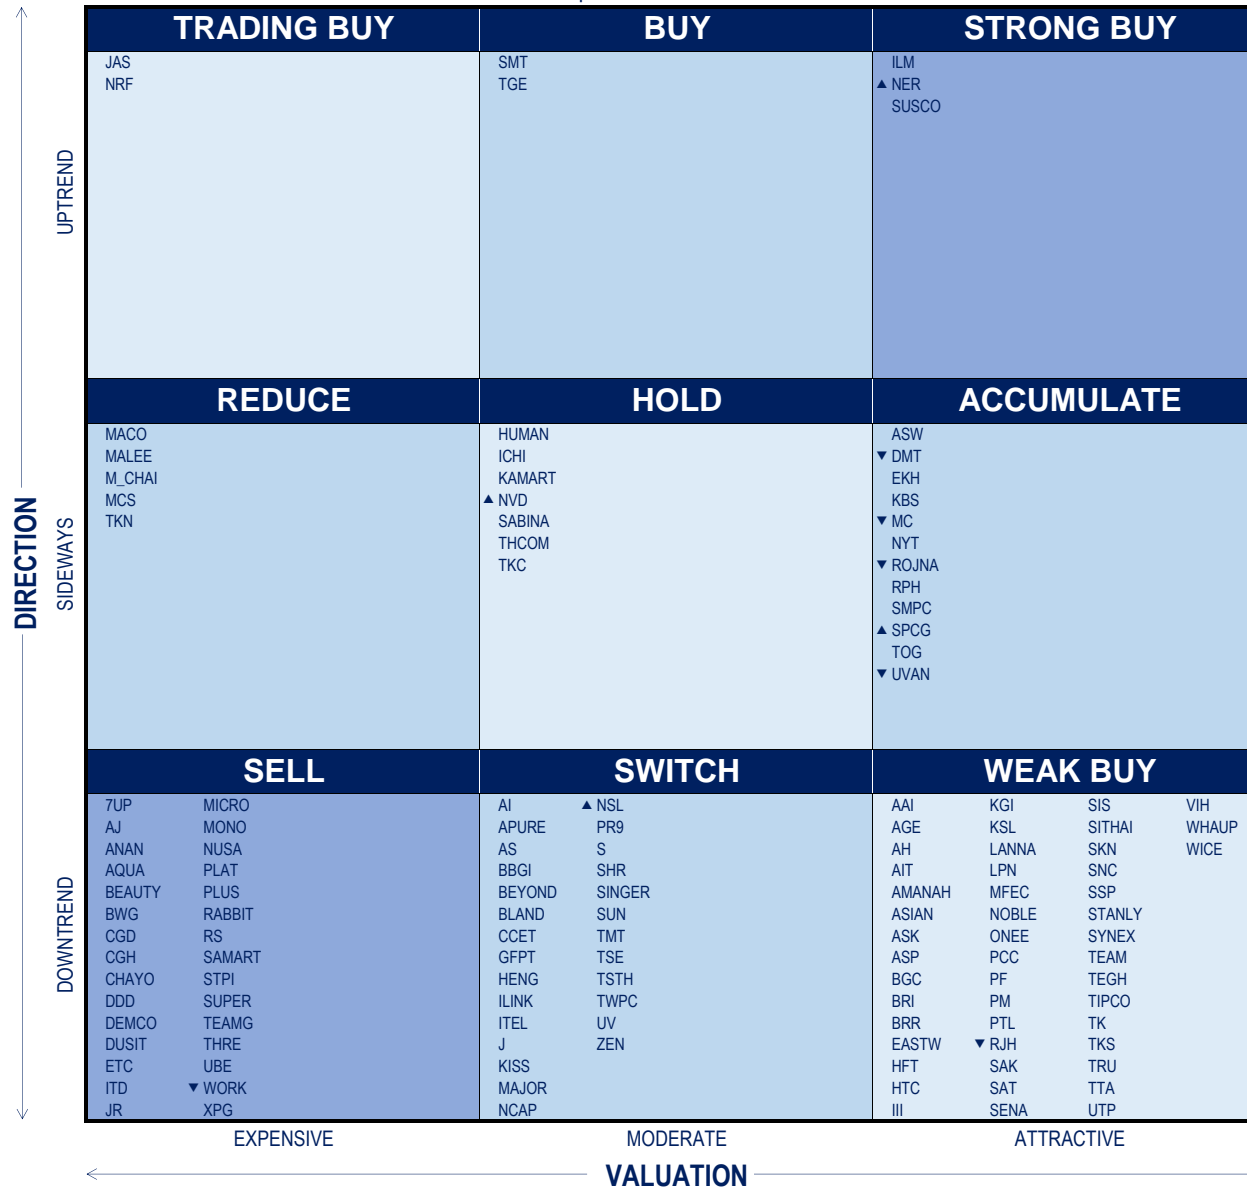 TRADING BUY BUY STRONG BUY
JAS SMT ILM
NRF TGE ▲ NER
SUSCO
UPTREND
REDUCE HOLD ACCUMULATE
MACO HUMAN ASW
MALEE ICHI ▼ DMT
M_CHAI KAMART EKH
MCS ▲ NVD KBS
TKN SABINA ▼ MC
THCOM NYT
TKC ▼ ROJNA
RPH
SMPC
▲ SPCG
TOG
▼ UVAN
DIRECTION
SIDEWAYS
SELL SWITCH WEAK BUY
7UP MICRO AI ▲ NSL AAI KGI SIS VIH
AJ MONO APURE PR9 AGE KSL SITHAI WHAUP
ANAN NUSA AS S AH LANNA SKN WICE
AQUA PLAT BBGI SHR AIT LPN SNC
BEAUTY PLUS BEYOND SINGER AMANAH MFEC SSP
BWG RABBIT BLAND SUN ASIAN NOBLE STANLY
CGD RS CCET TMT ASK ONEE SYNEX
CGH SAMART GFPT TSE ASP PCC TEAM
CHAYO STPI HENG TSTH BGC PF TEGH
DDD SUPER ILINK TWPC BRI PM TIPCO
DEMCO TEAMG ITEL UV BRR PTL TK
DUSIT THRE J ZEN EASTW ▼ RJH TKS
ETC UBE KISS HFT SAK TRU
ITD ▼ WORK MAJOR HTC SAT TTA
JR XPG NCAP III SENA UTP
DOWNTREND
EXPENSIVE MODERATE ATTRACTIVE
VALUATION